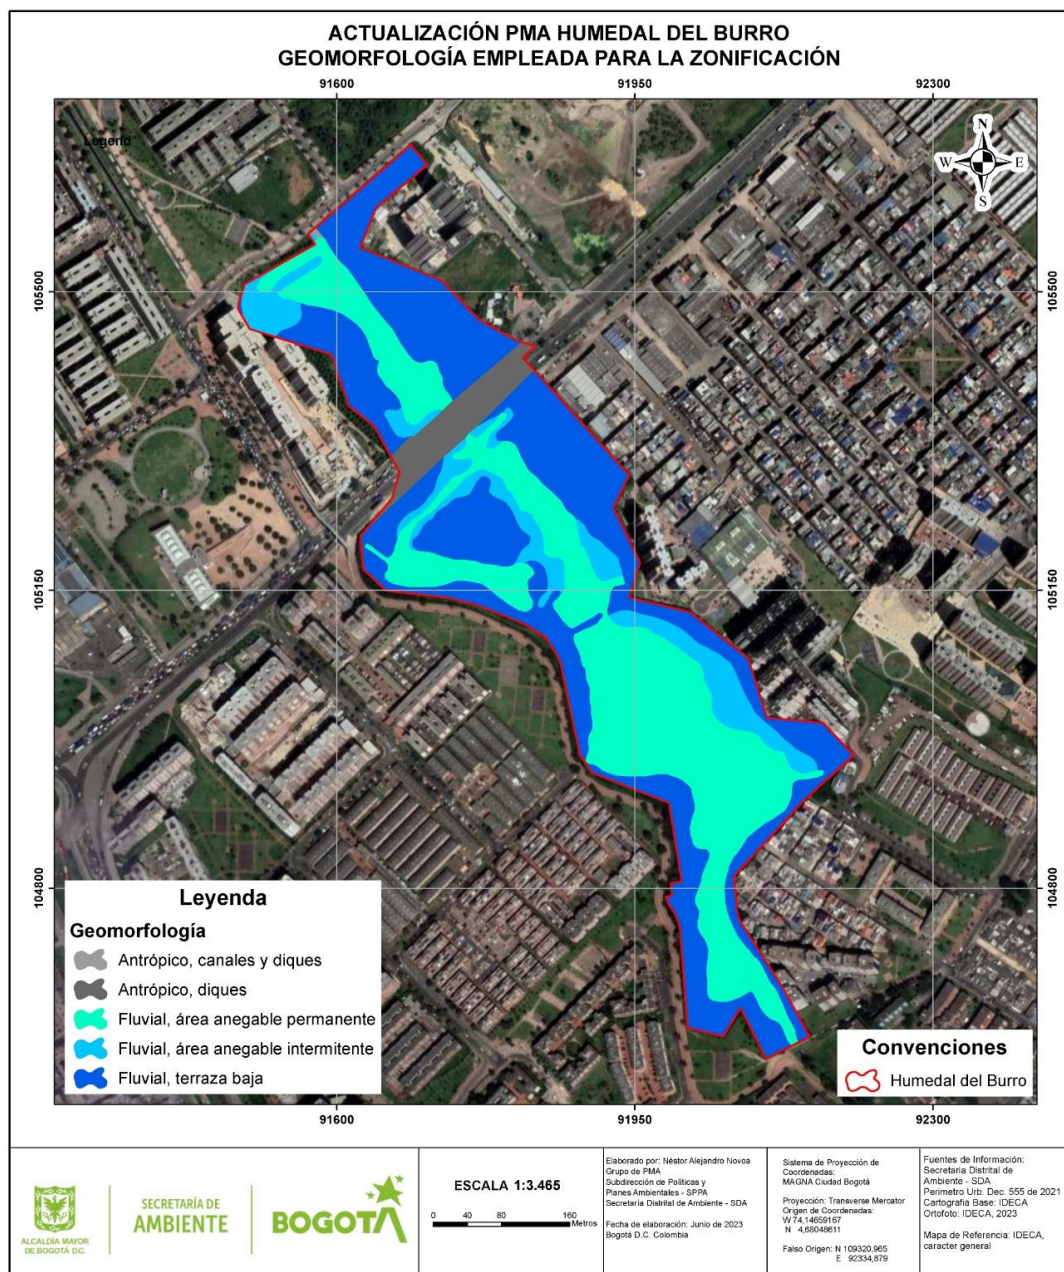 ACTUALIZACIÓN PMA HUMEDAL DEL BURRO
GEOMORFOLOGÍA EMPLEADA PARA LA ZONIFICACIÓN
91600
91950
92300
Legend
N
W
E
S
105500
105500
105150
105150
104800
104800
Leyenda
Geomorfología
Antrópico, canales y diques
Antrópico, diques
Fluvial, área anegable permanente
Fluvial, área anegable intermitente
Fluvial, terraza baja
Convenciones
Humedal del Burro
91600
91950
92300
ALCALDÍA MAYOR
DE BOGOTÁ D.C.
SECRETARÍA DE
AMBIENTE
BOGOTÁ
ESCALA 1:3.465
0 40 80 160
Metros
Elaborado por: Néstor Alejandro Novoa
Grupo de PMA
Subdirección de Políticas y
Planes Ambientales - SPPA
Secretaria Distrital de Ambiente - SDA
Fecha de elaboración: Junio de 2023
Bogotá D.C. Colombia
Sistema de Proyección de
Coordenadas:
MAGNA Ciudad Bogotá
Proyección: Transverse Mercator
Origen de Coordenadas:
W 74,14659167
N 4,68048611
Falso Origen: N 109320,965
E 92334,879
Fuentes de Información:
Secretaria Distrital de
Ambiente - SDA
Perimetro Urb. Dec. 555 de 2021
Cartografia Base: IDECA
Ortofoto: IDECA, 2023
Mapa de Referencia: IDECA,
caracter general